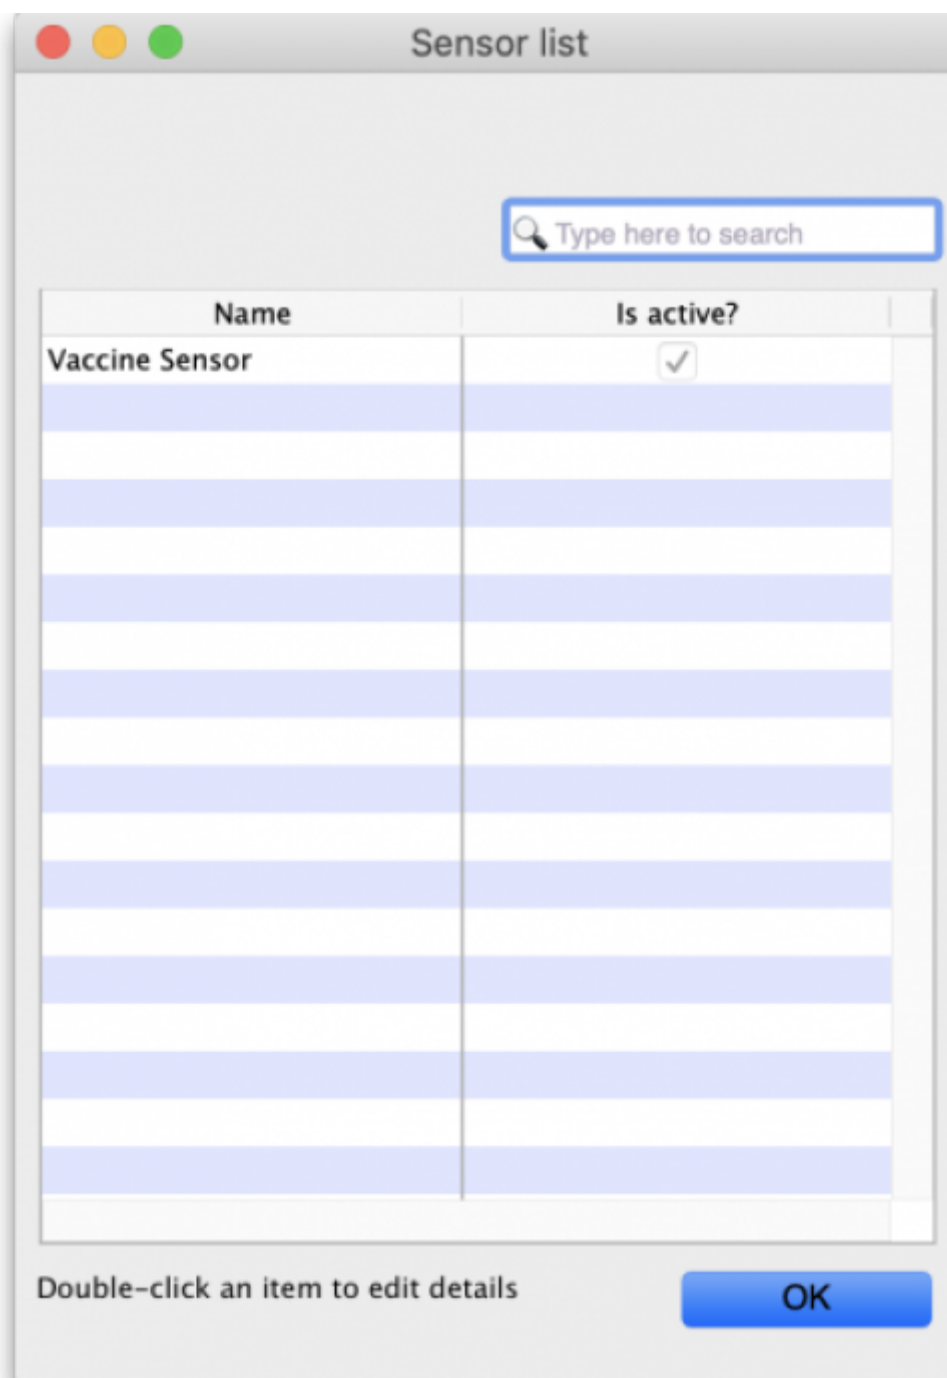 Sensor list
Type here to search
Name Is active?
Vaccine Sensor
Double-click an item to edit details
OK